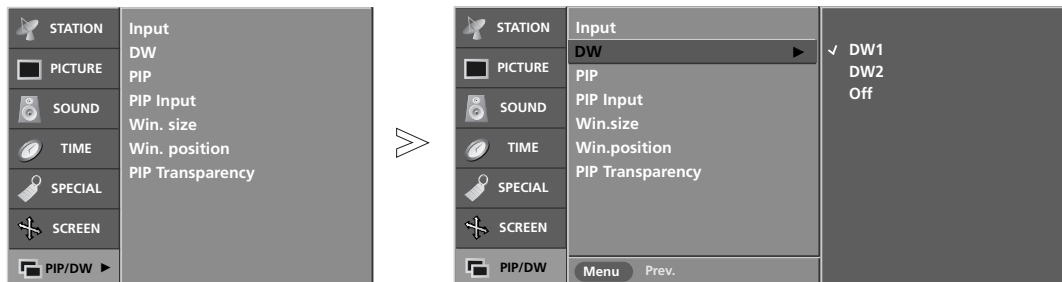 STATION
PICTURE
SOUND
TIME
SPECIAL
SCREEN
PIP/DW ►
Input
DW
PIP
PIP Input
Win. size
Win. position
PIP Transparency
STATION
PICTURE
SOUND
TIME
SPECIAL
SCREEN
PIP/DW
Input
DW ►
PIP
PIP Input
Win.size
Win.position
PIP Transparency
Menu Prev.
✓ DW1
DW2
Off